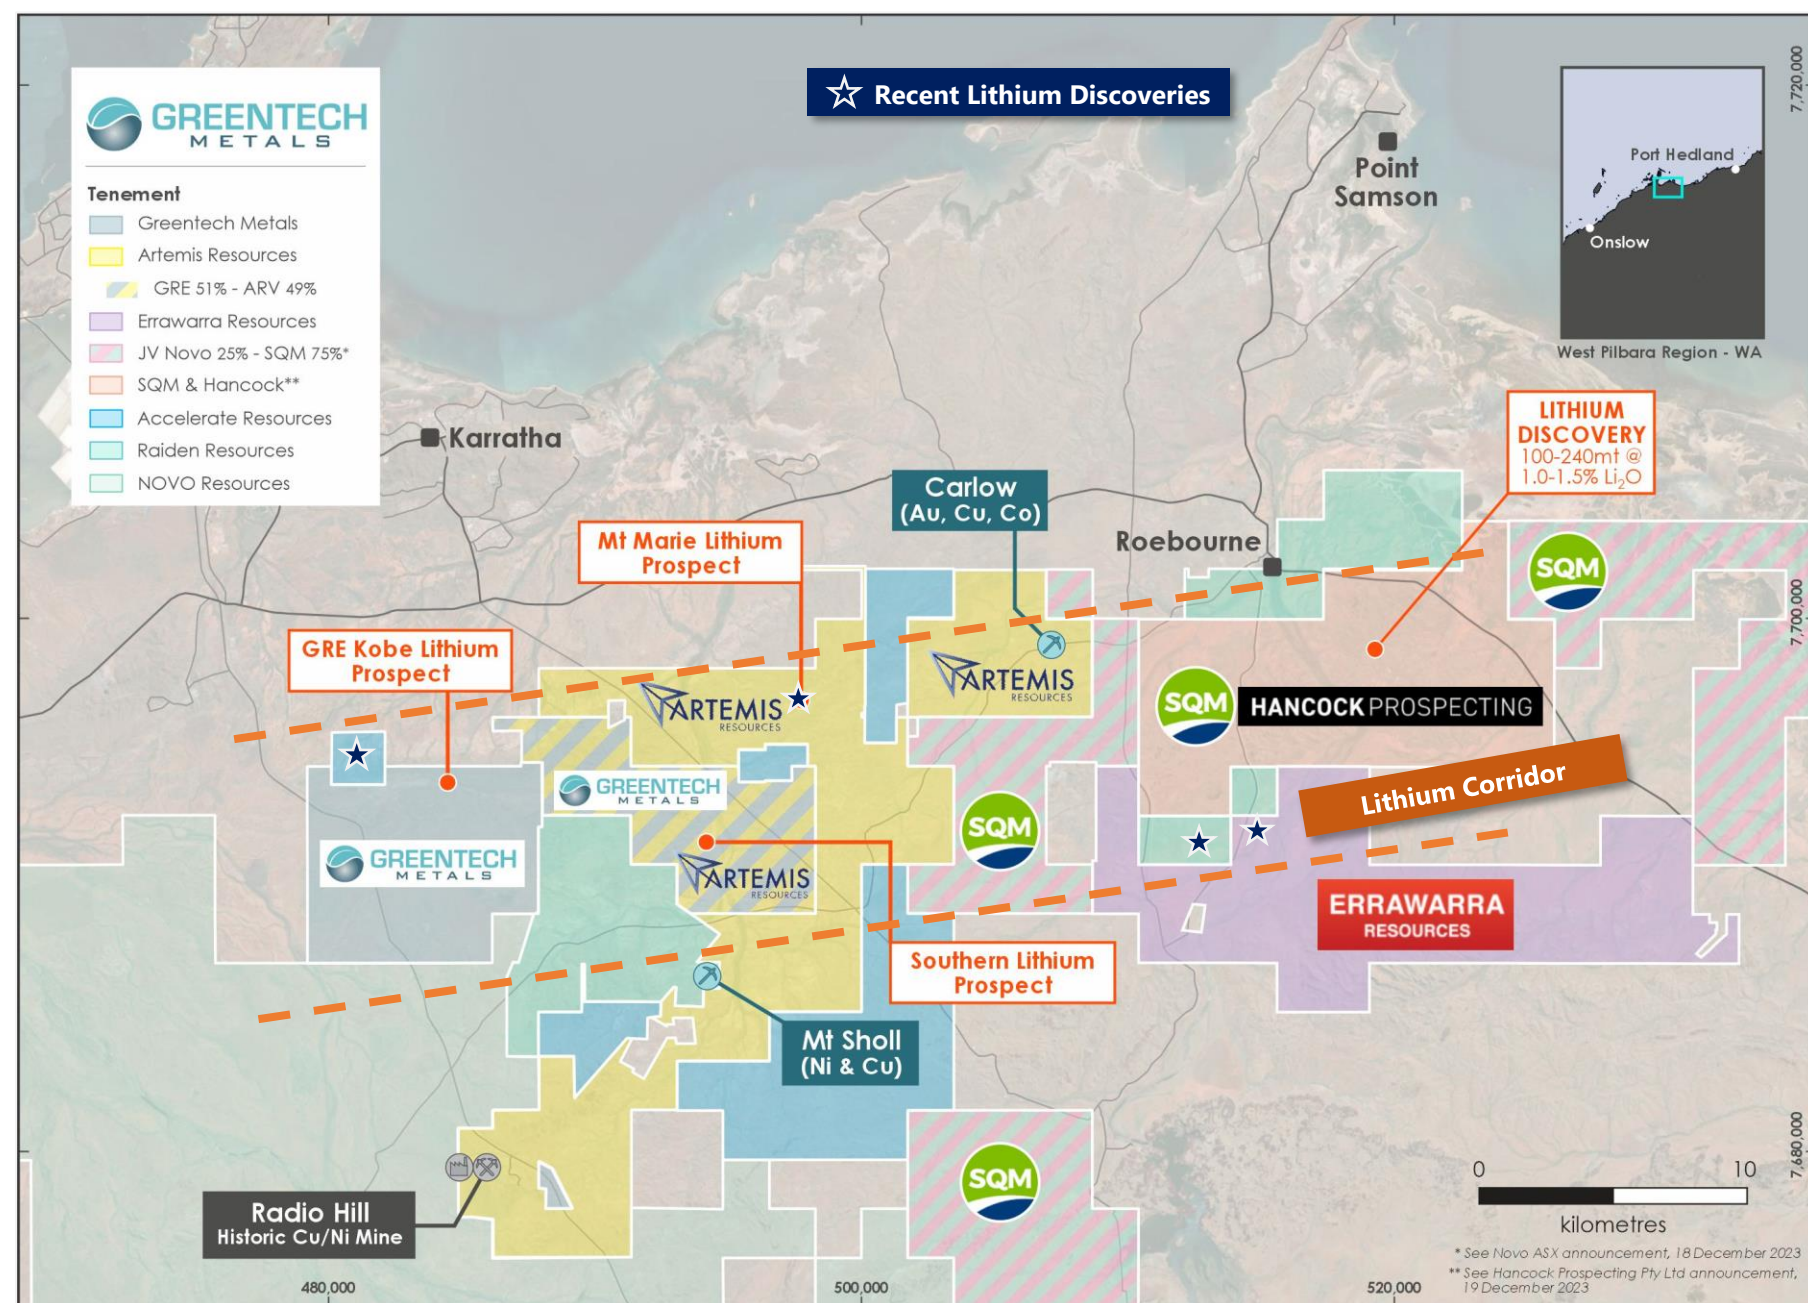 GREENTECH
METALS
Tenement
Greentech Metals
Artemis Resources
GRE 51% - ARV 49%
Errawarra Resources
JV Novo 25% - SQM 75%*
SQM & Hancock**
Accelerate Resources
Raiden Resources
NOVO Resources
Recent Lithium Discoveries
Point
Samson
7,720,000
Port Hedland
Onslow
West Pilbara Region - WA
Karratha
LITHIUM
DISCOVERY
100-240mt @
1.0-1.5% Li₂O
Carlow
(Au, Cu, Co)
Roebourne
Mt Marie Lithium
Prospect
SQM
7,700,000
GRE Kobe Lithium
Prospect
ARTEMIS
RESOURCES
ARTEMIS
RESOURCES
SQM
HANCOCK PROSPECTING
GREENTECH
METALS
Lithium Corridor
SQM
GREENTECH
METALS
ARTEMIS
RESOURCES
ERRAWARRA
RESOURCES
Southern Lithium
Prospect
Mt Sholl
(Ni & Cu)
7,680,000
SQM
0 10
kilometres
Radio Hill
Historic Cu/Ni Mine
* See Novo ASX announcement, 18 December 2023
** See Hancock Prospecting Pty Ltd announcement,
19 December 2023
480,000
500,000
520,000